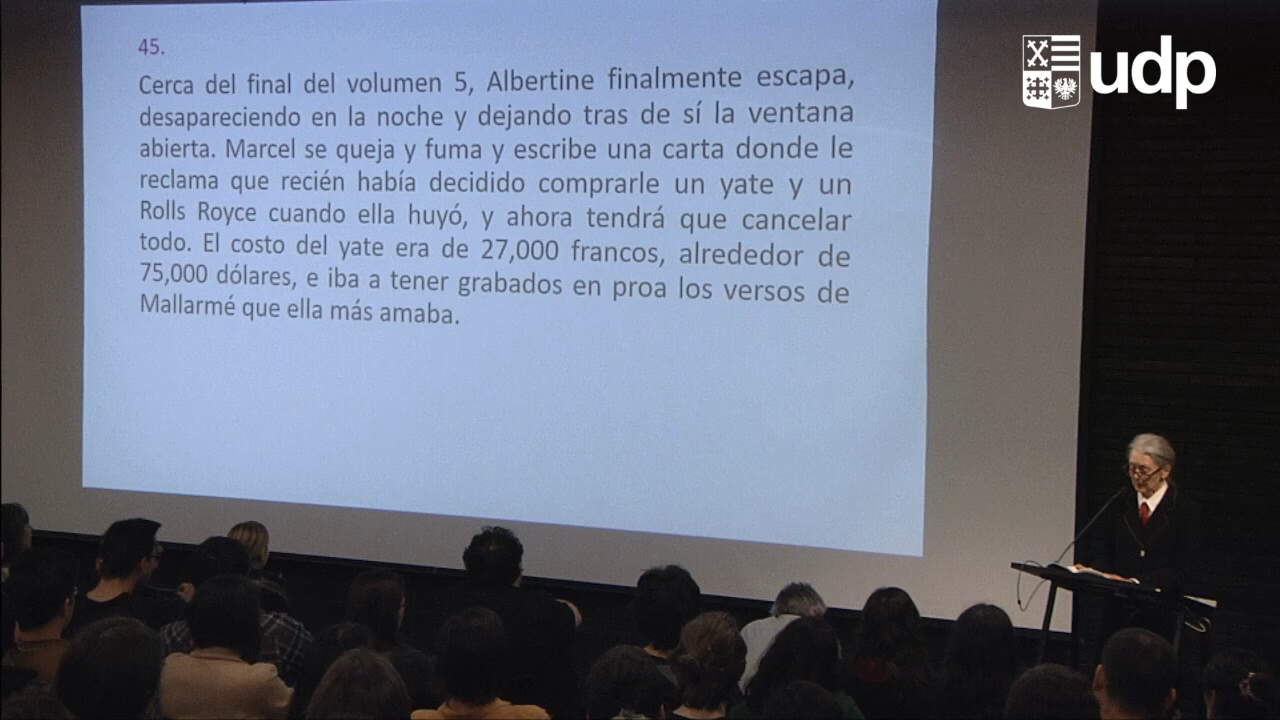 45.
Cerca del final del volumen 5, Albertine finalmente escapa,
desapareciendo en la noche y dejando tras de sí la ventana
abierta. Marcel se queja y fuma y escribe una carta donde le
reclama que recién había decidido comprarle un yate y un
Rolls Royce cuando ella huyó, y ahora tendrá que cancelar
todo. El costo del yate era de 27,000 francos, alrededor de
75,000 dólares, e iba a tener grabados en proa los versos de
Mallarmé que ella más amaba.
udp